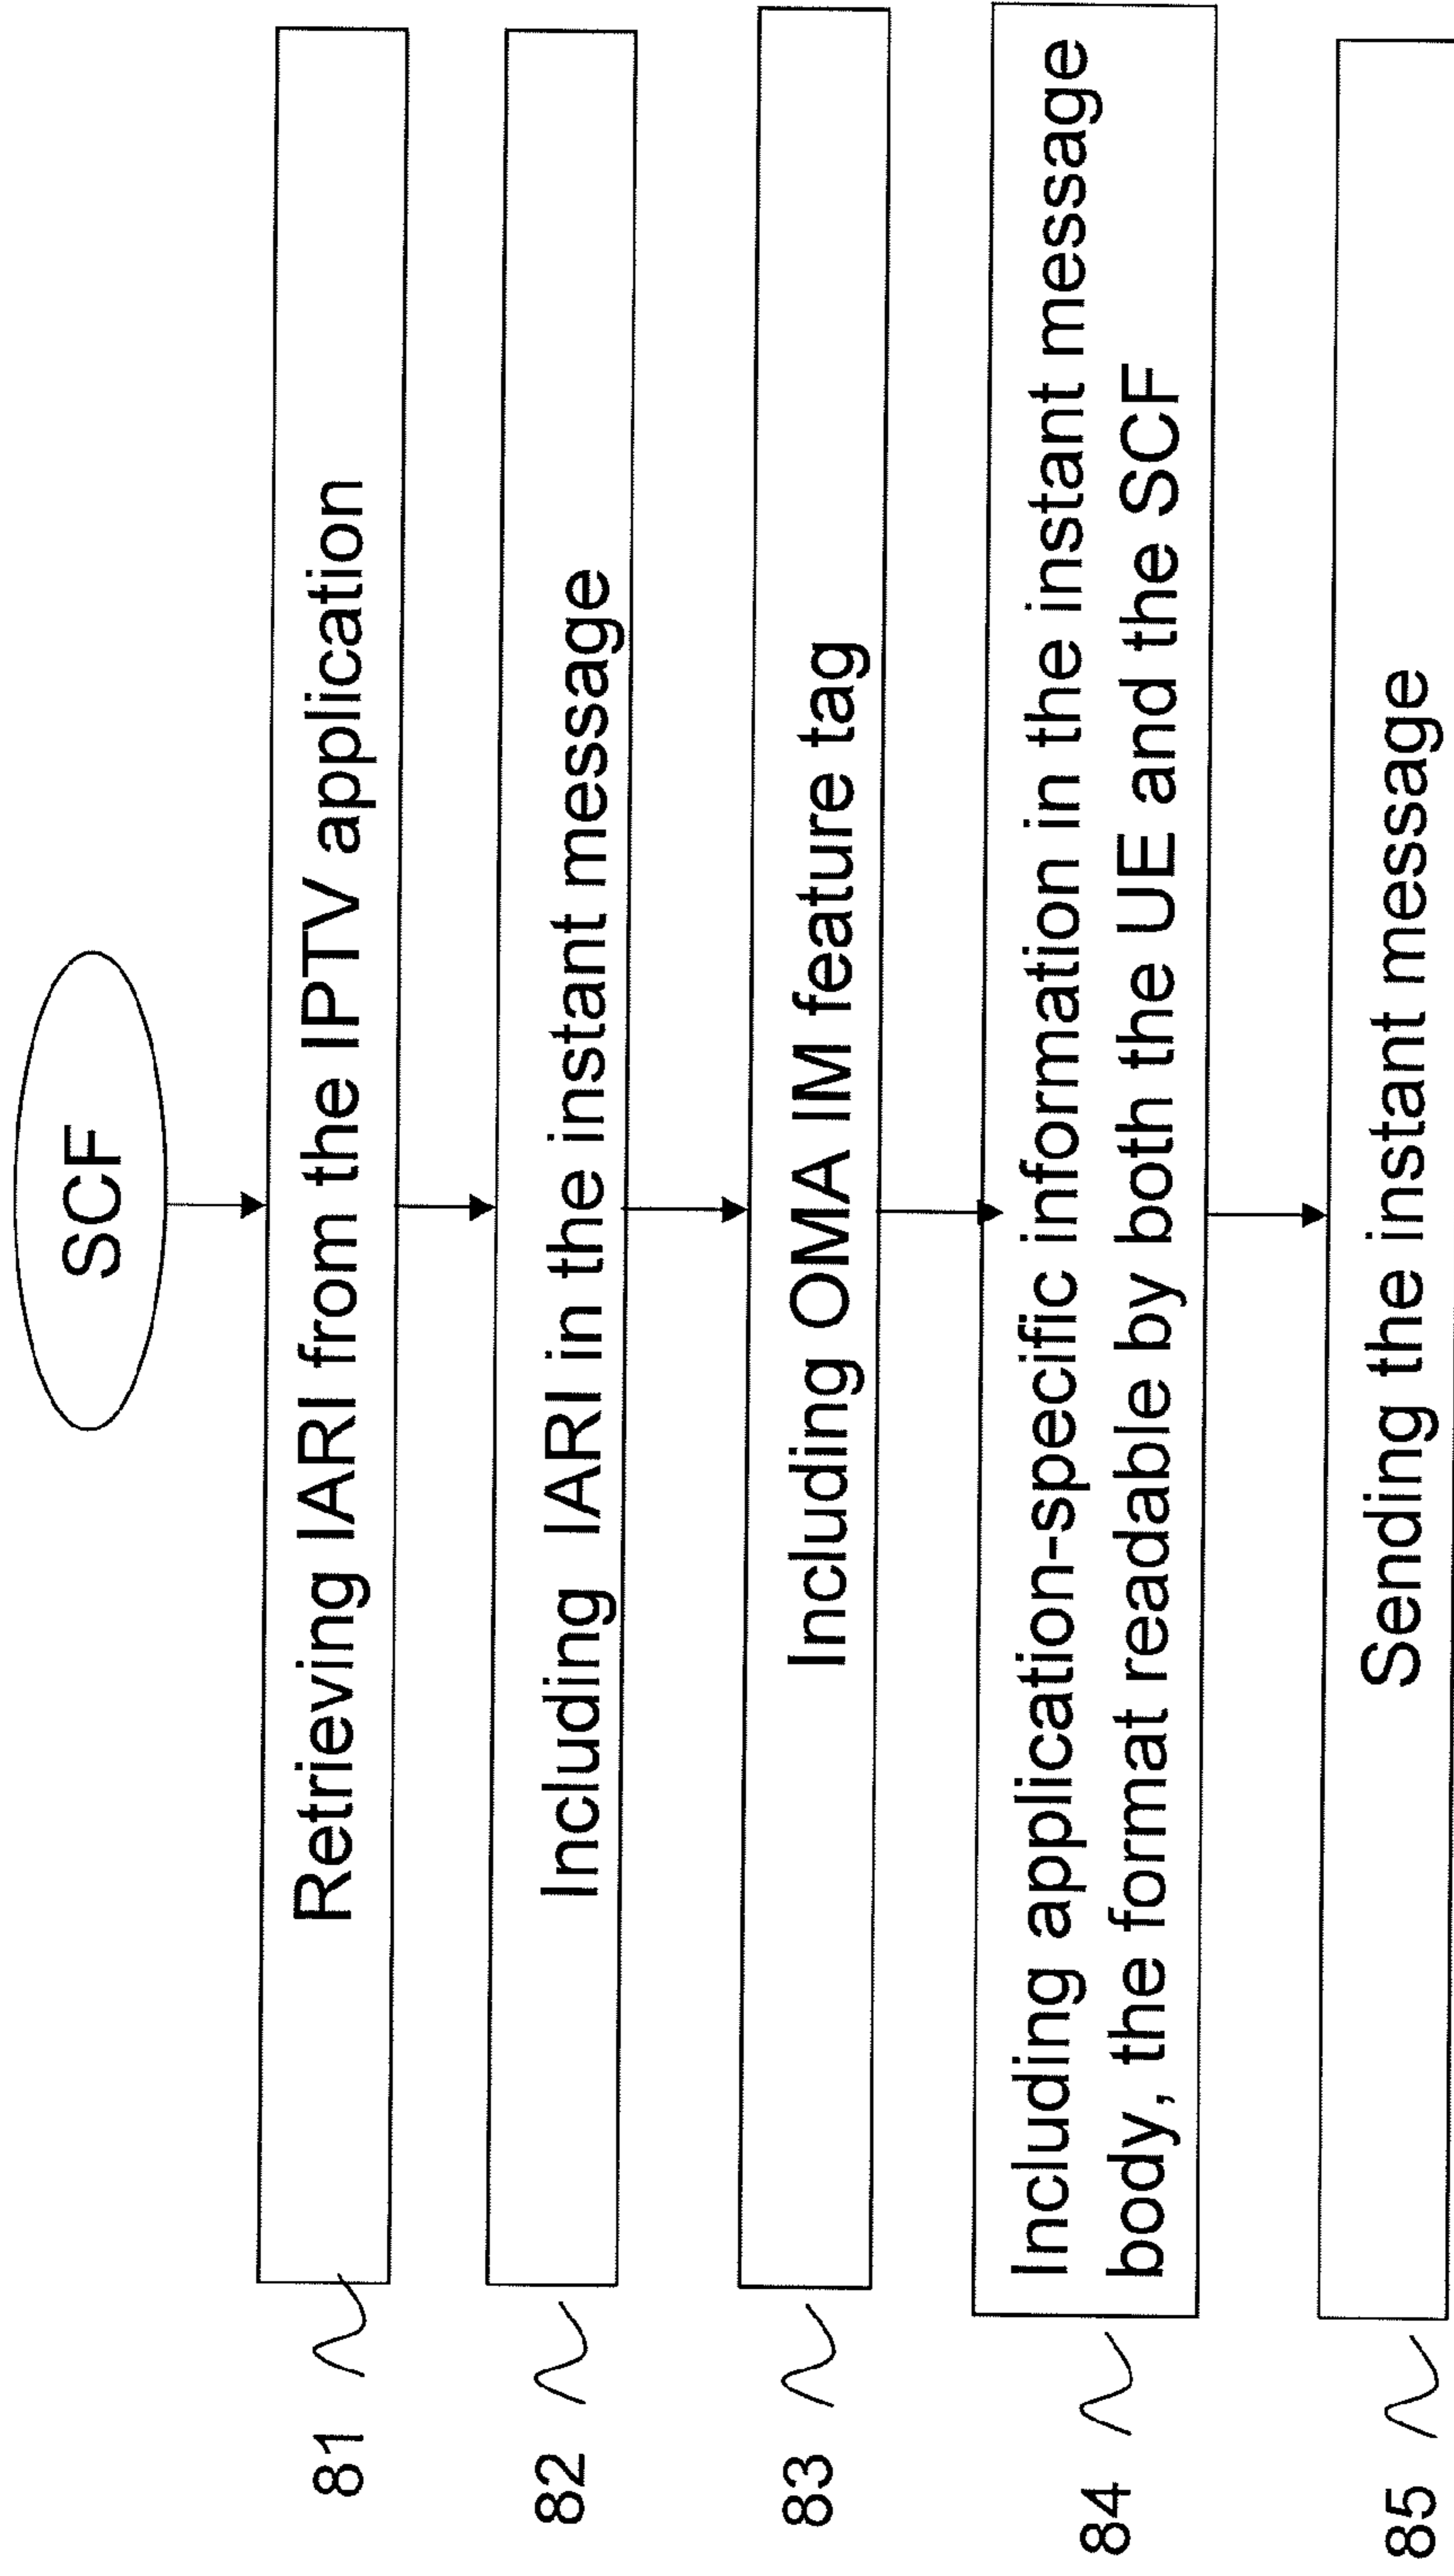 SCF
81
Retrieving IARI from the IPTV application
82
Including IARI in the instant message
83
Including OMA IM feature tag
84
Including application-specific information in the instant message
body, the format readable by both the UE and the SCF
85
Sending the instant message